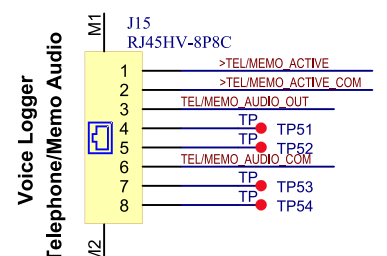 M1
J15
RJ45HV-8P8C
Voice Logger
Telephone/Memo Audio
1 >TEL/MEMO_ACTIVE
2 >TEL/MEMO_ACTIVE_COM
3 TEL/MEMO_AUDIO_OUT
4 TP TP51
5 TP TP52
6 TEL/MEMO_AUDIO_COM
7 TP TP53
8 TP TP54
M2